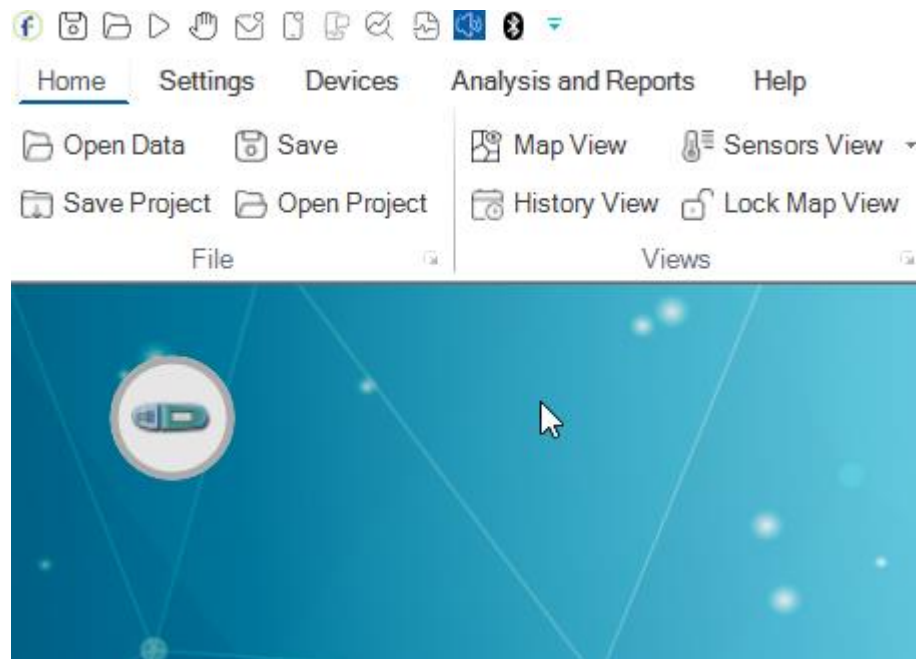 Home Settings Devices Analysis and Reports Help
Open Data Save Map View Sensors View
Save Project Open Project History View Lock Map View
File Views